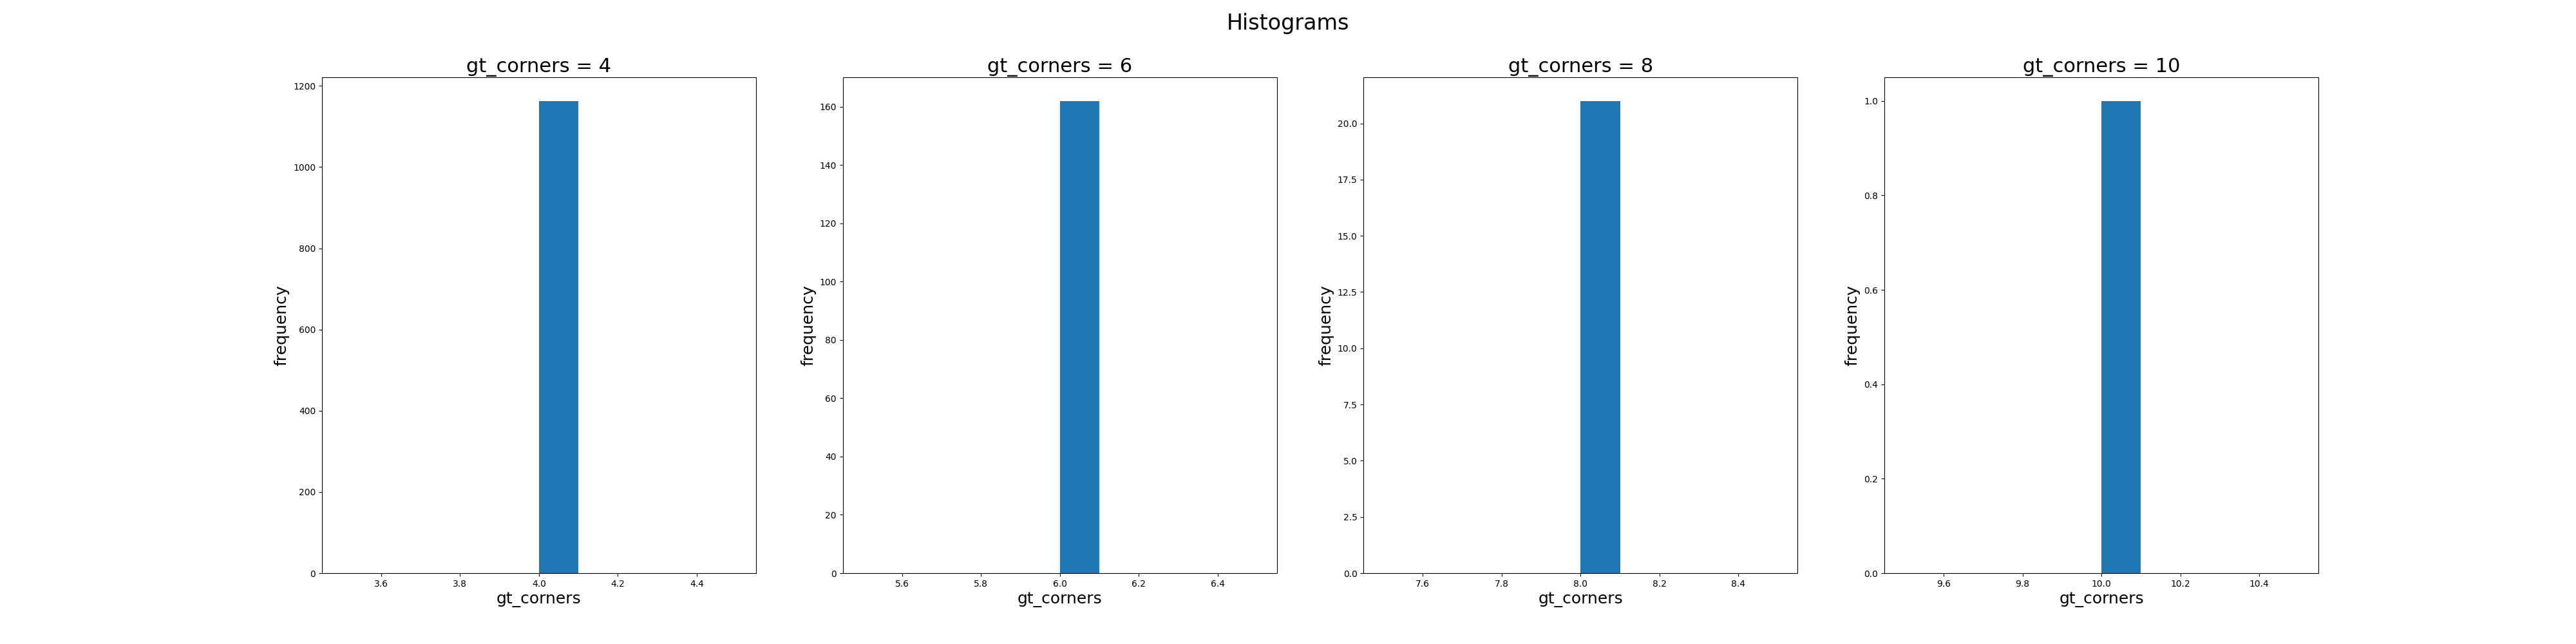 Histograms
gt_corners = 4
1200
1000
800
600
400
200
0
frequency
3.6 3.8 4.0 4.2 4.4
gt_corners
gt_corners = 6
160
140
120
100
80
60
40
20
0
frequency
5.6 5.8 6.0 6.2 6.4
gt_corners
gt_corners = 8
20.0
17.5
15.0
12.5
10.0
7.5
5.0
2.5
0.0
frequency
7.6 7.8 8.0 8.2 8.4
gt_corners
gt_corners = 10
1.0
0.8
0.6
0.4
0.2
0.0
frequency
9.6 9.8 10.0 10.2 10.4
gt_corners